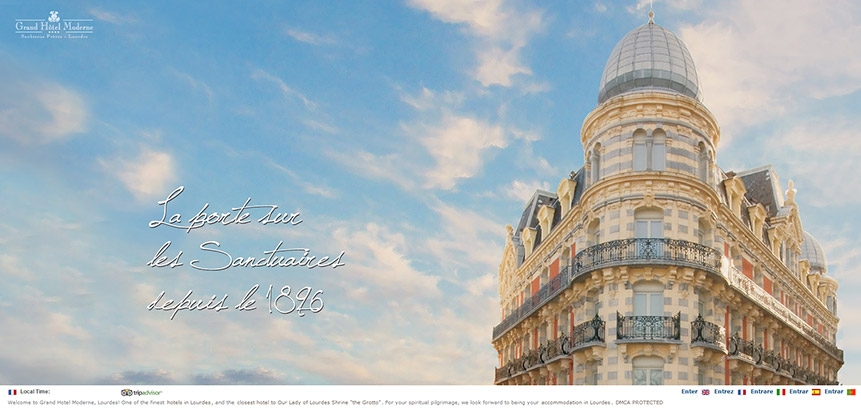 Grand Hôtel Moderne
La porte sur
les Sanctuaires
depuis le 1896
Local Time:
tripadvisor
Enter Entrez Entrare Entrar Entrar
Welcome to Grand Hotel Moderne, Lourdes! One of the finest hotels in Lourdes, and the closest hotel to Our Lady of Lourdes Shrine "the Grotto". For your spiritual pilgrimage, we look forward to being your accommodation in Lourdes. DMCA PROTECTED